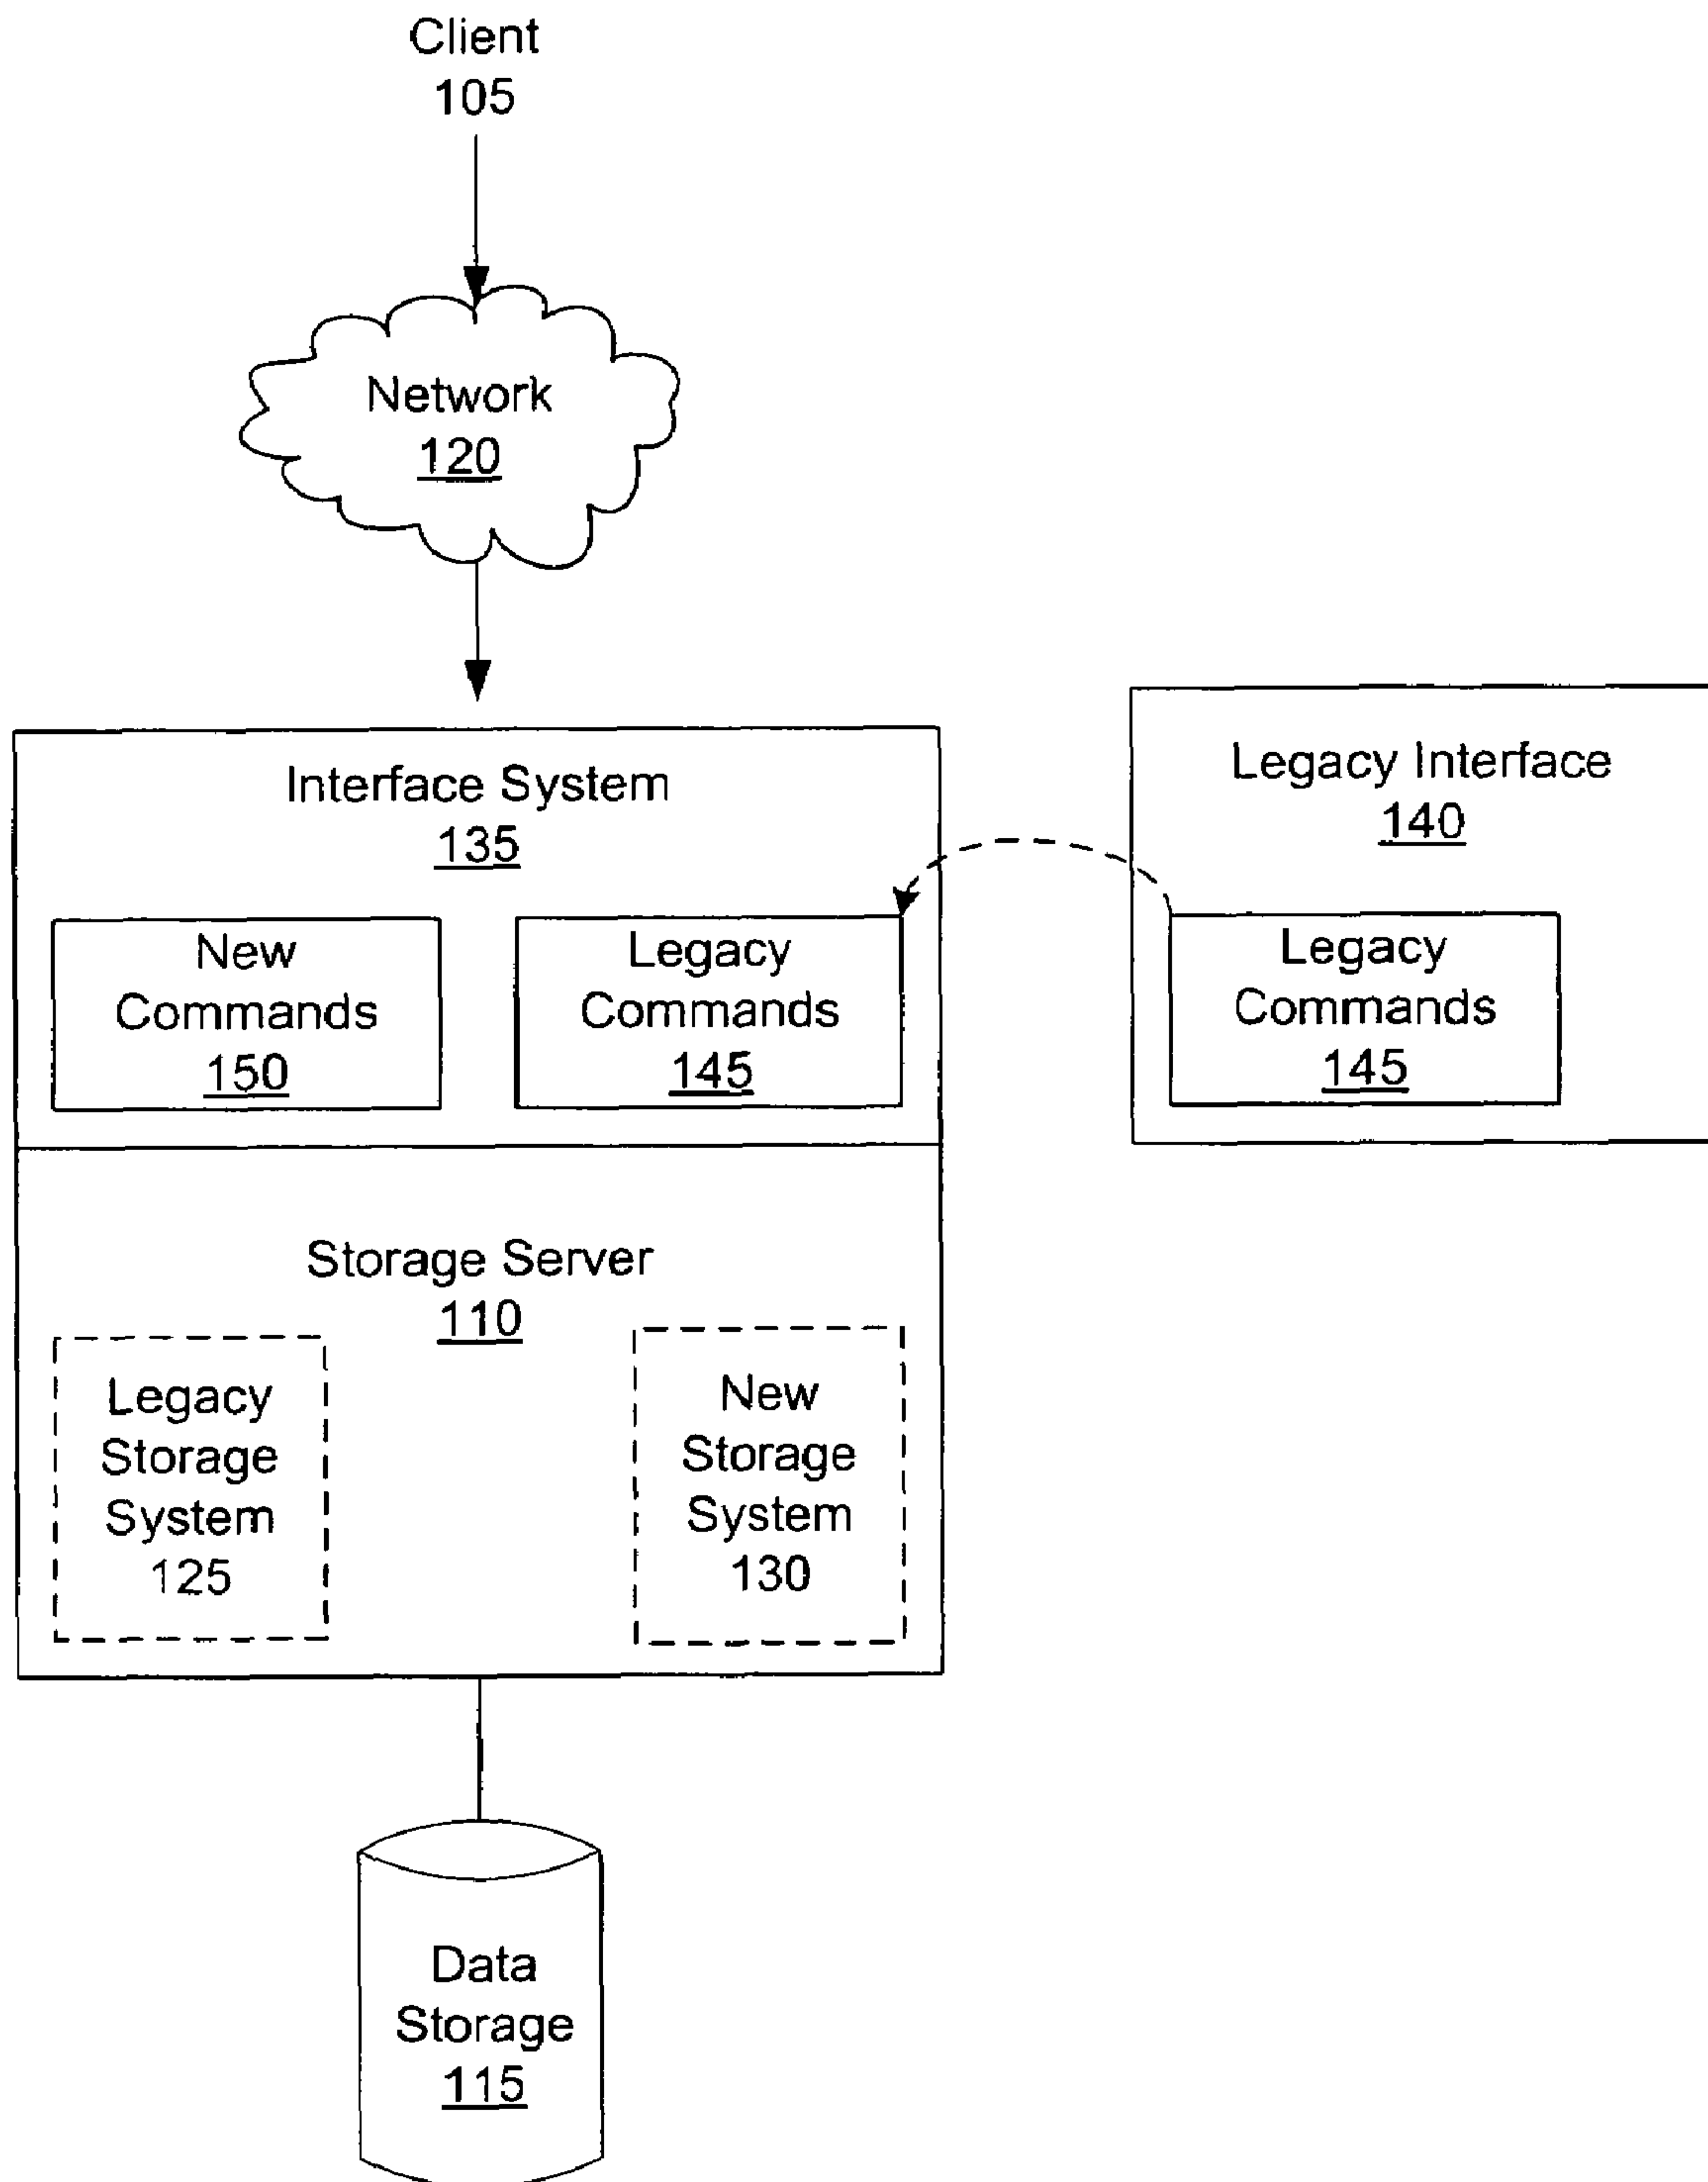 Client
105
Network
120
Interface System
135
New
Commands
150
Legacy
Commands
145
Legacy Interface
140
Legacy
Commands
145
Storage Server
110
Legacy
Storage
System
125
New
Storage
System
130
Data
Storage
115